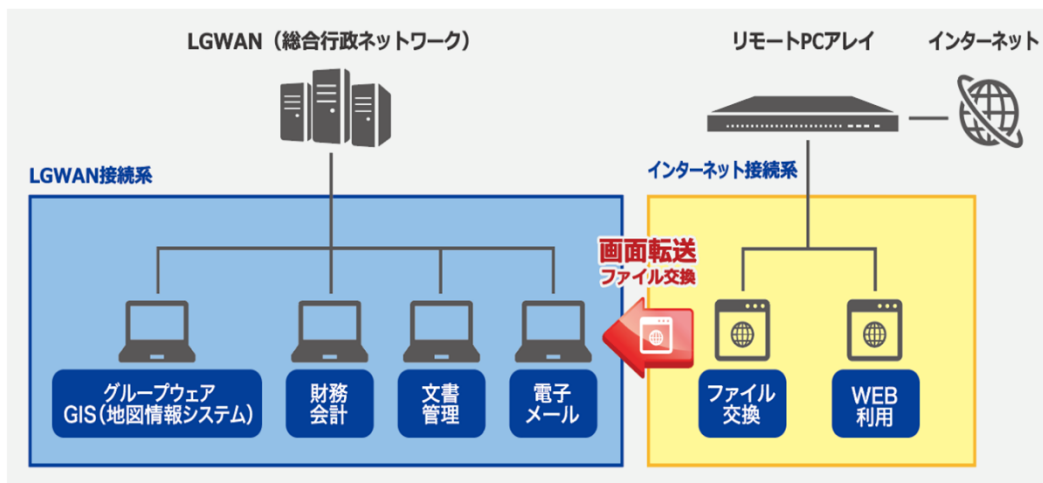 LGWAN（総合行政ネットワーク）
リモートPCアレイ
インターネット
LGWAN接続系
インターネット接続系
画面転送
ファイル交換
グループウェア
GIS（地図情報システム）
財務
会計
文書
管理
電子
メール
ファイル
交換
WEB
利用